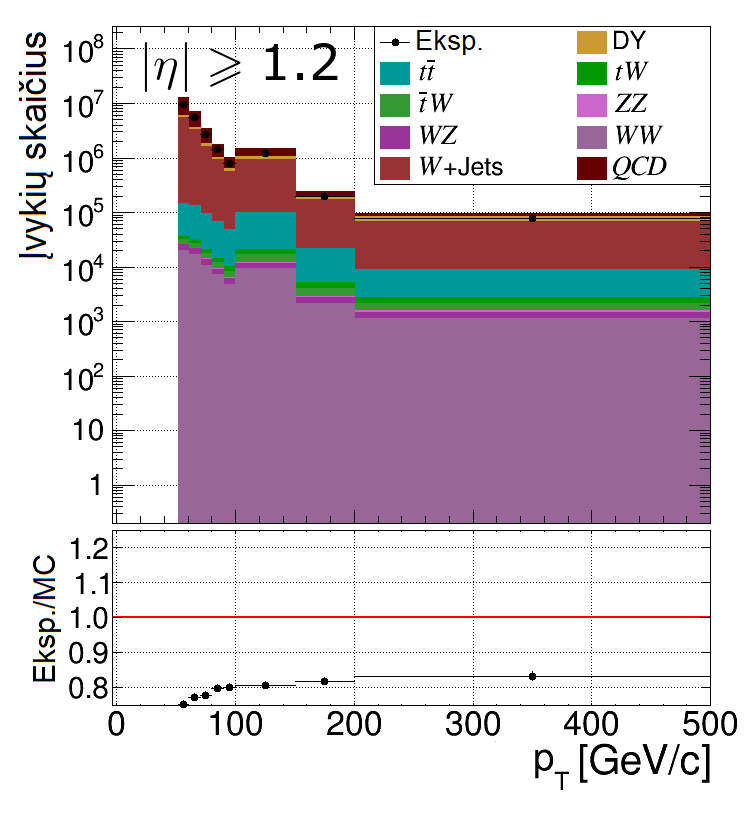 Įvykių skaičius
|η| ⩾ 1.2
Eksp. DY
tt̄ tW
t̄W ZZ
WZ WW
W+Jets QCD
10⁸
10⁷
10⁶
10⁵
10⁴
10³
10²
10
1
Eksp./MC
1.2
1.1
1.0
0.9
0.8
0 100 200 300 400 500
p_T [GeV/c]